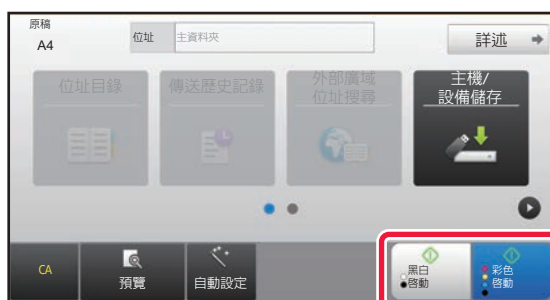 原稿
A4
位址
主資料夾
詳述
位址目錄
傳送歷史記錄
外部廣域
位址搜尋
主機/
設備儲存
CA
預覽
自動設定
黑白
啓動
彩色
啓動